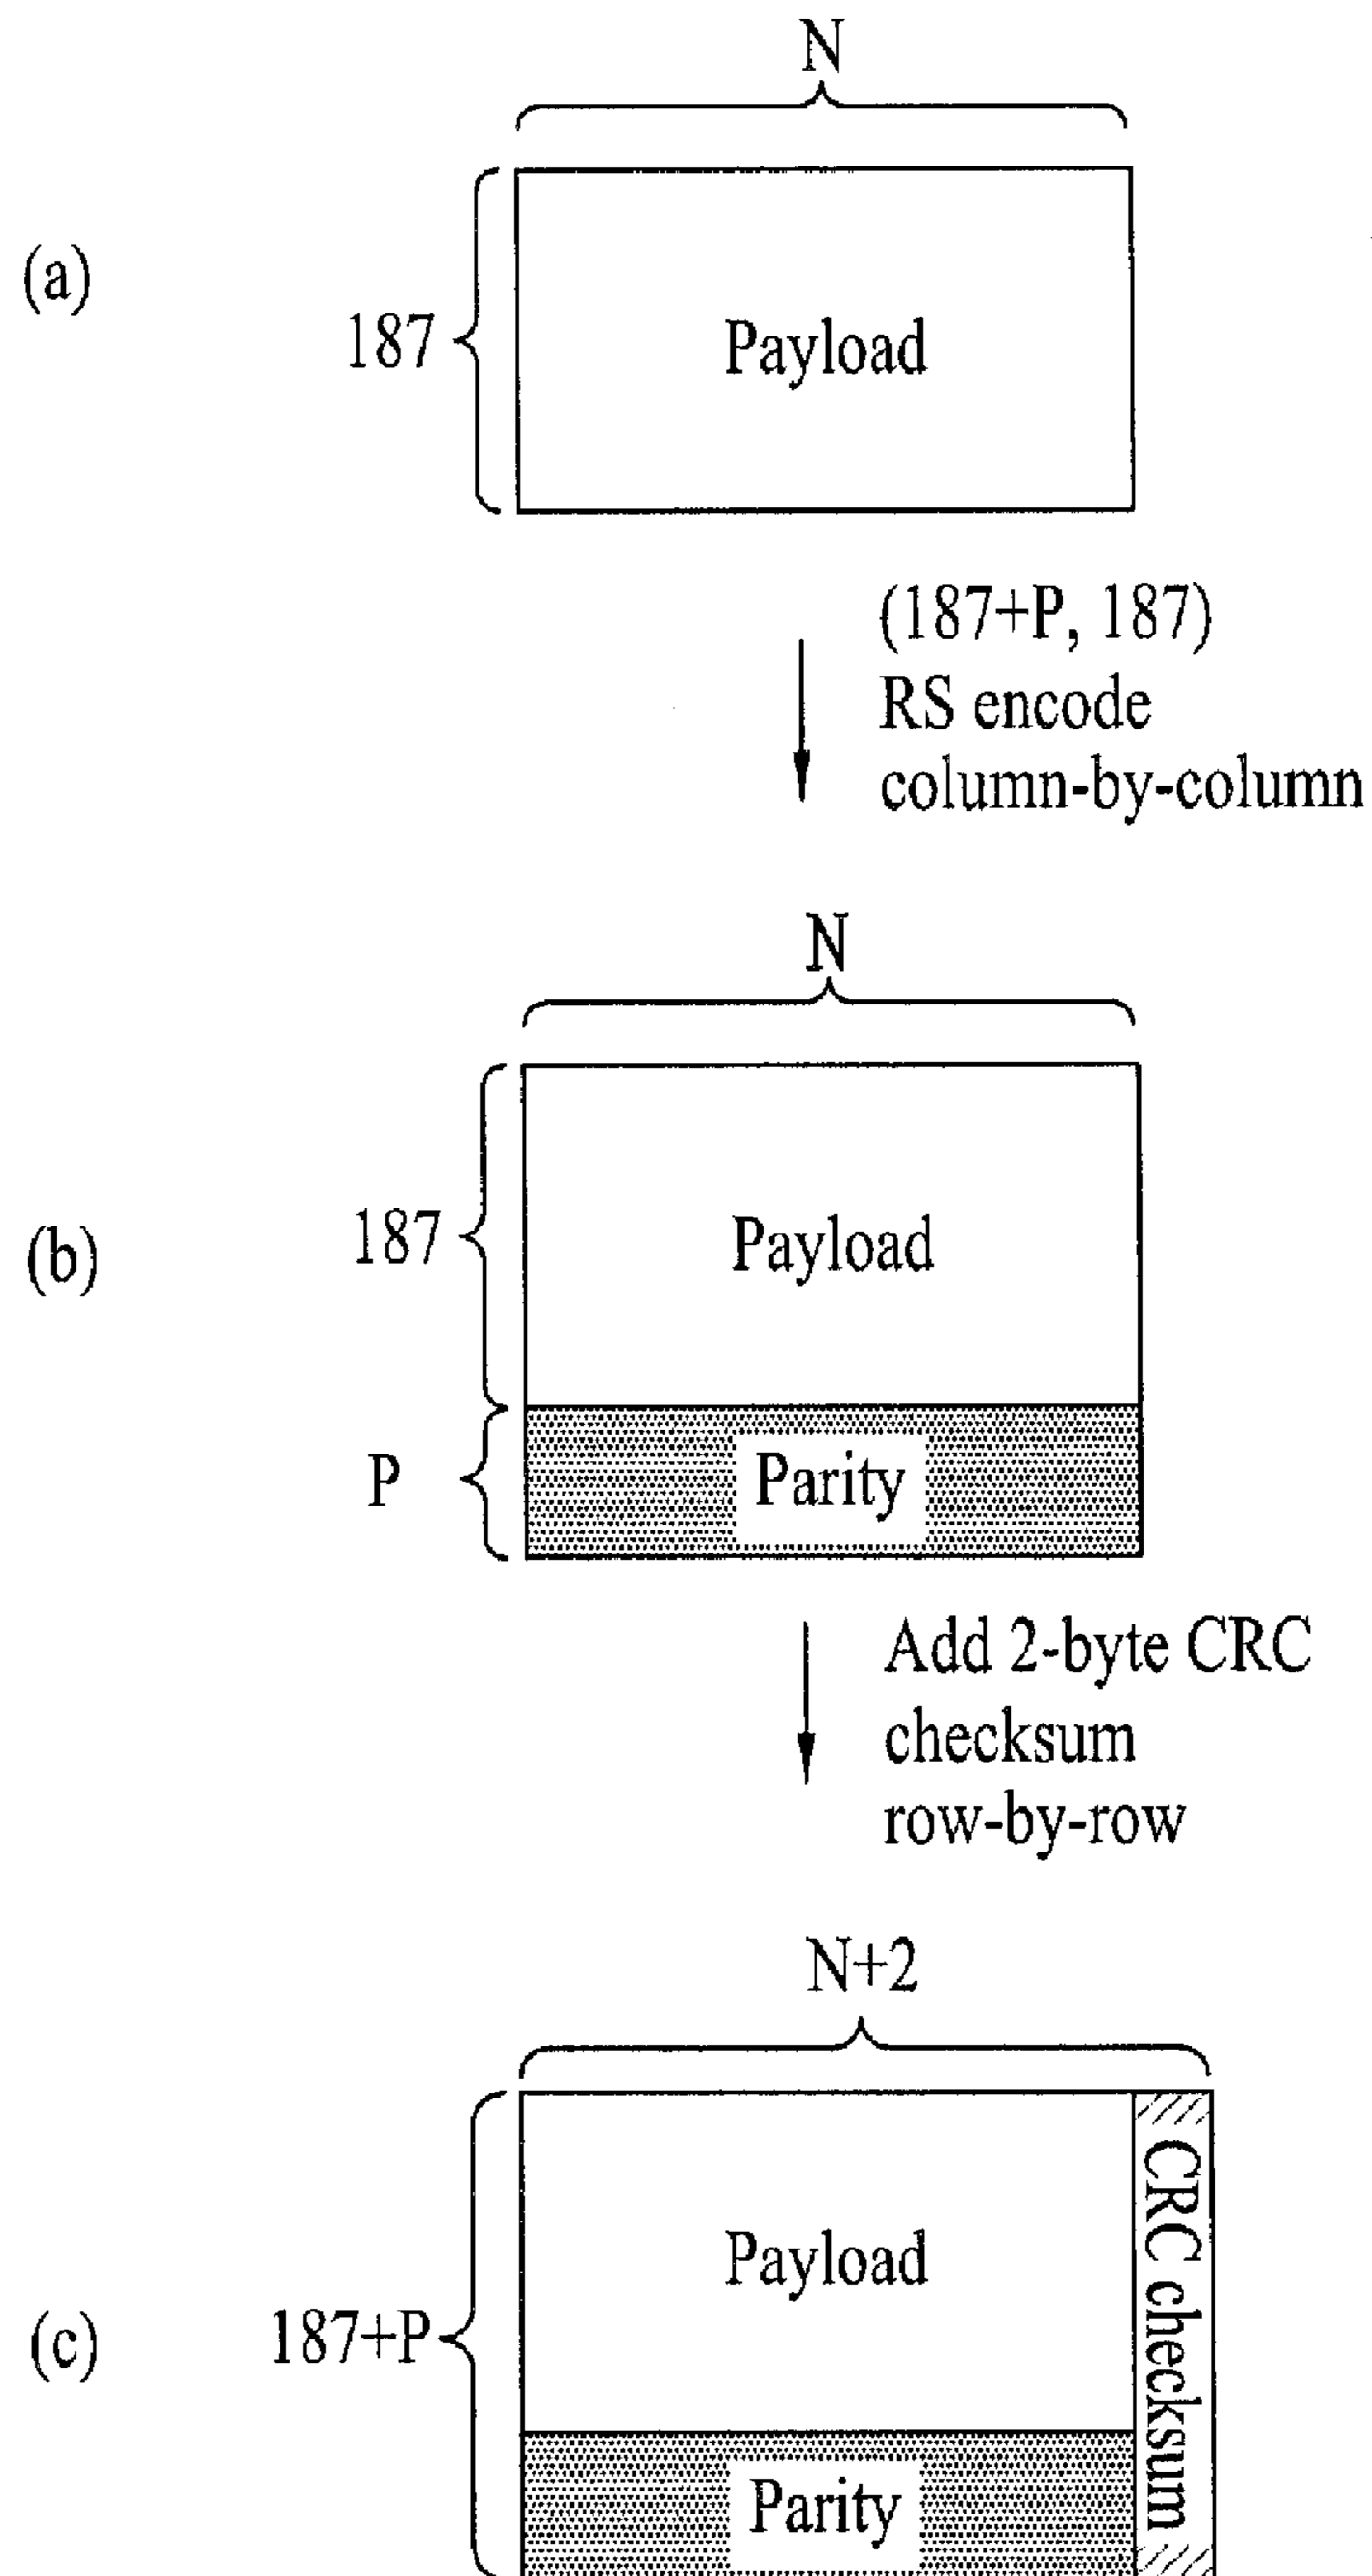 N
(a)
187
Payload
(187+P, 187)
RS encode
column-by-column
N
187
Payload
(b)
P
Parity
Add 2-byte CRC
checksum
row-by-row
N+2
Payload
CRC checksum
(c)
187+P
Parity